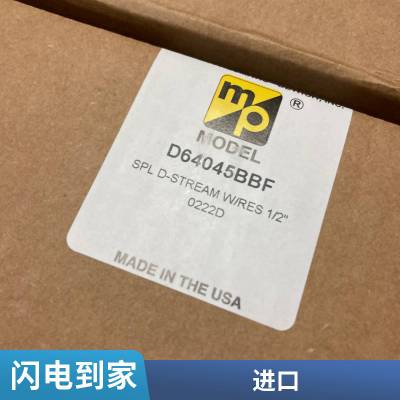 mp
®
MODEL
D64045BBF
SPL D-STREAM W/RES 1/2"
0222D
MADE IN THE USA
闪电到家
进口